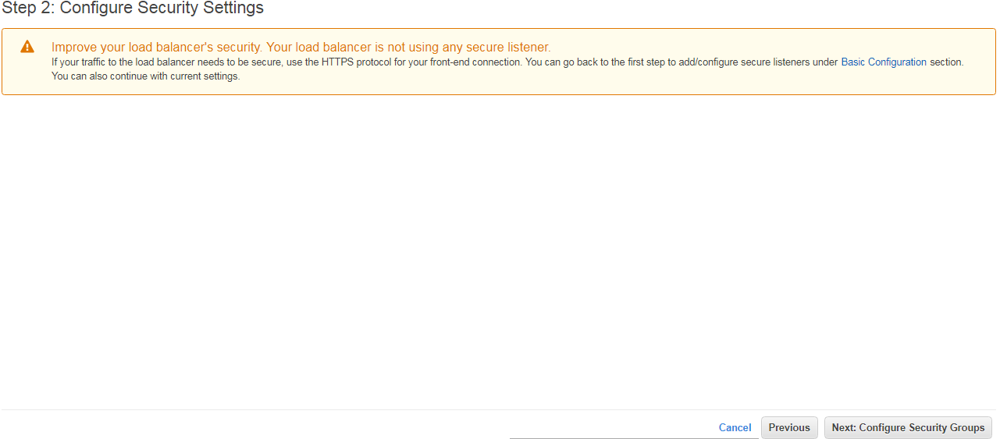 Step 2: Configure Security Settings
Improve your load balancer's security. Your load balancer is not using any secure listener.
If your traffic to the load balancer needs to be secure, use the HTTPS protocol for your front-end connection. You can go back to the first step to add/configure secure listeners under Basic Configuration section.
You can also continue with current settings.
Cancel Previous Next: Configure Security Groups